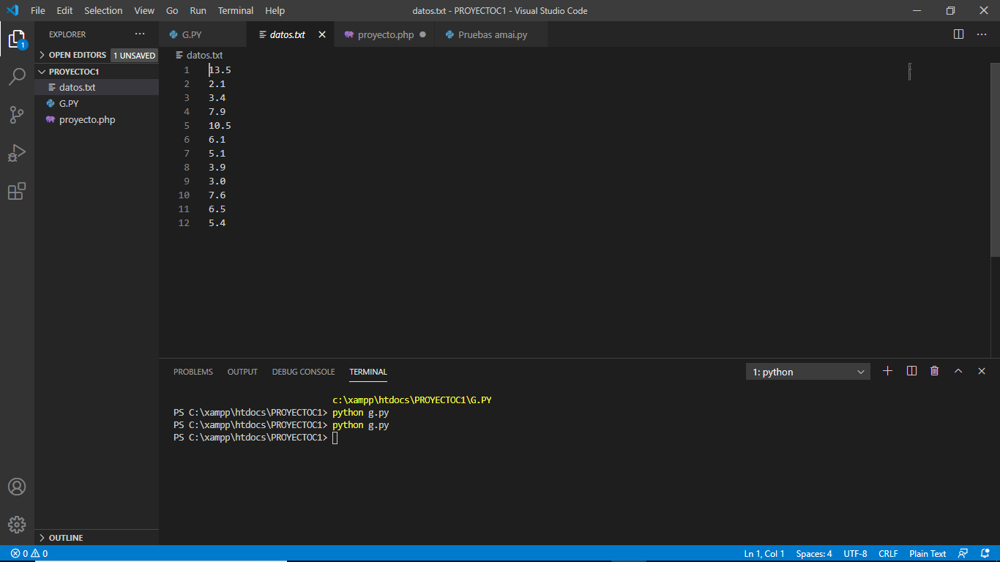 File Edit Selection View Go Run Terminal Help datos.txt - PROYECTOC1 - Visual Studio Code
EXPLORER
G.PY datos.txt proyecto.php Pruebas amai.py
1
OPEN EDITORS 1 UNSAVED
datos.txt
PROYECTOC1
datos.txt
G.PY
proyecto.php
1 13.5
2 2.1
3 3.4
4 7.9
5 10.5
6 6.1
7 5.1
8 3.9
9 3.0
10 7.6
11 6.5
12 5.4
PROBLEMS OUTPUT DEBUG CONSOLE TERMINAL 1: python
c:\xampp\htdocs\PROYECTOC1\G.PY
PS C:\xampp\htdocs\PROYECTOC1> python g.py
PS C:\xampp\htdocs\PROYECTOC1> python g.py
PS C:\xampp\htdocs\PROYECTOC1>
OUTLINE
0 0 Ln 1, Col 1 Spaces: 4 UTF-8 CRLF Plain Text